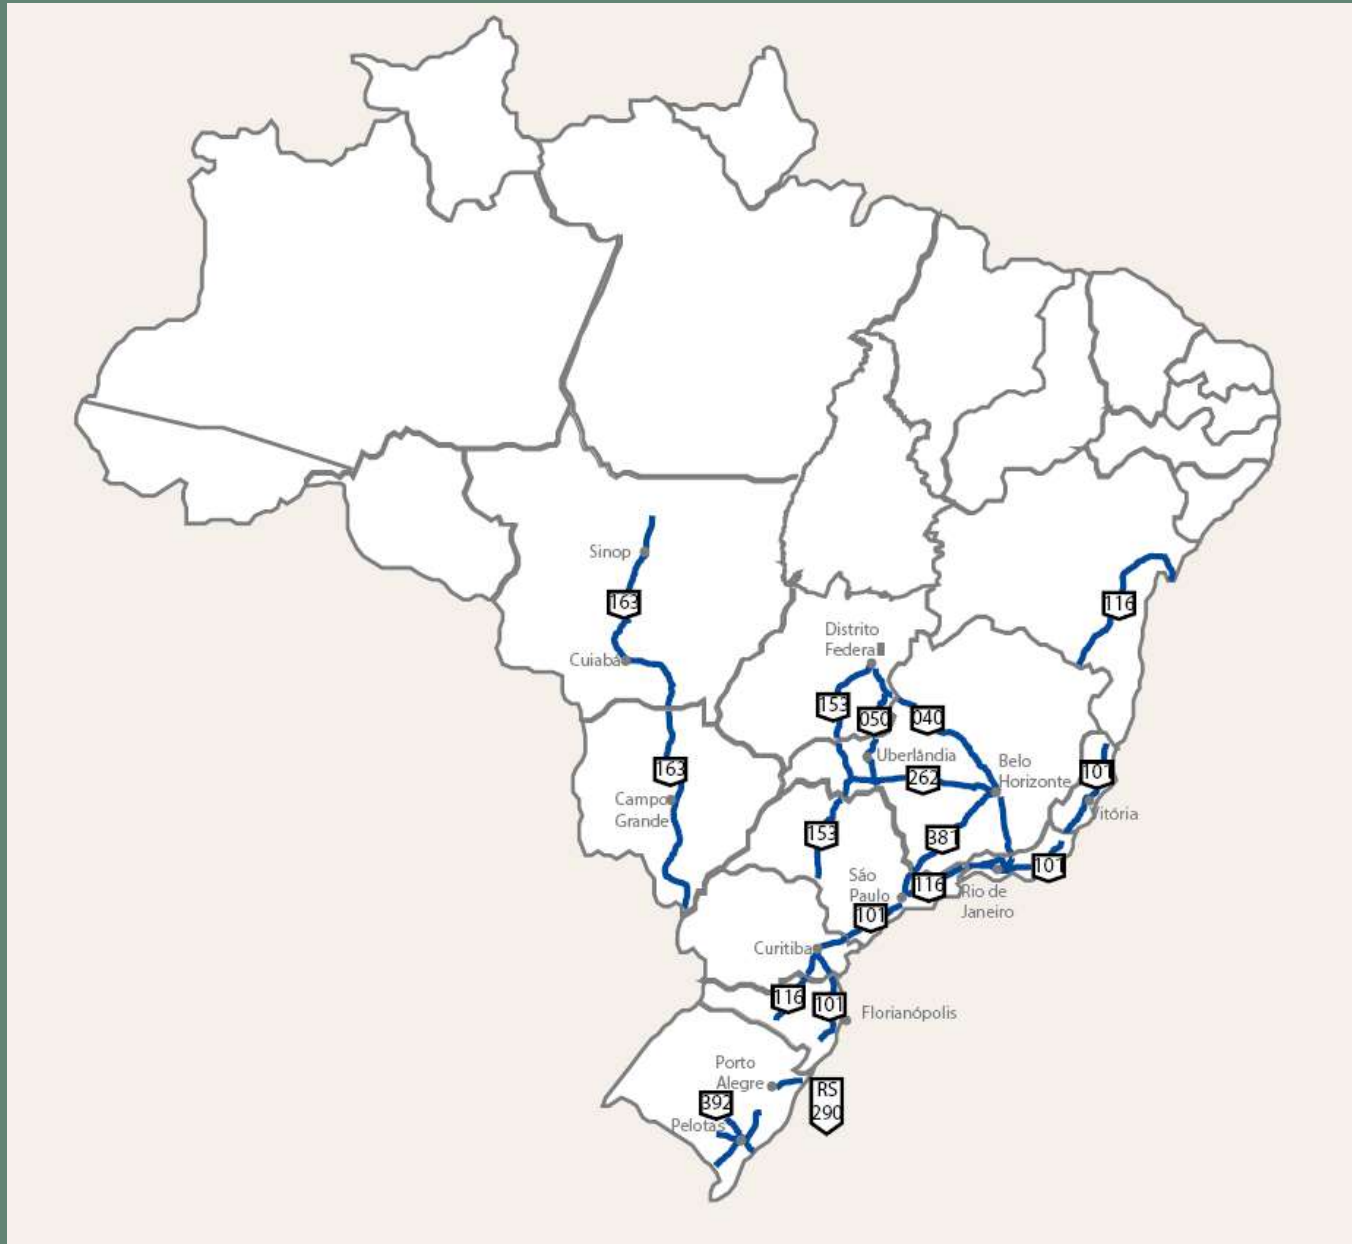 Sinop
163
116
Distrito
Federal
Cuiabá
153
050
040
Uberlândia
Belo
Horizonte
163
262
101
Campo
Grande
Vitória
153
381
101
São
Paulo
116
Rio de
Janeiro
101
Curitiba
116
101
Florianópolis
Porto
Alegre
RS
290
392
Pelotas